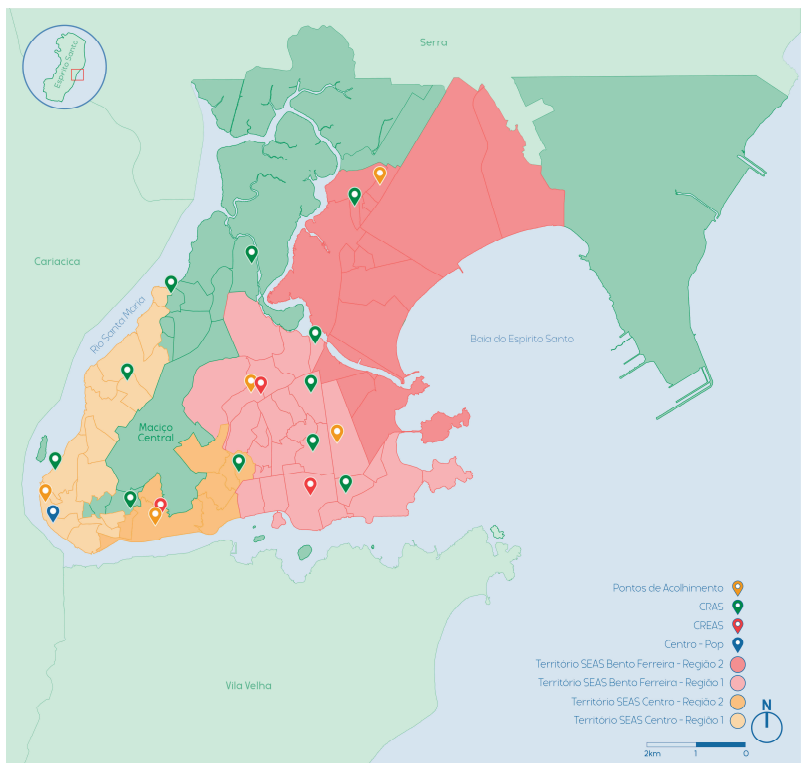 Serra
Espírito Santo
Cariacica
Rio Santa Maria
Baía do Espírito Santo
Maciço
Central
Vila Velha
Pontos de Acolhimento
CRAS
CREAS
Centro - Pop
Território SEAS Bento Ferreira - Região 2
Território SEAS Bento Ferreira - Região 1
Território SEAS Centro - Região 2
Território SEAS Centro - Região 1
N
2km 1 0